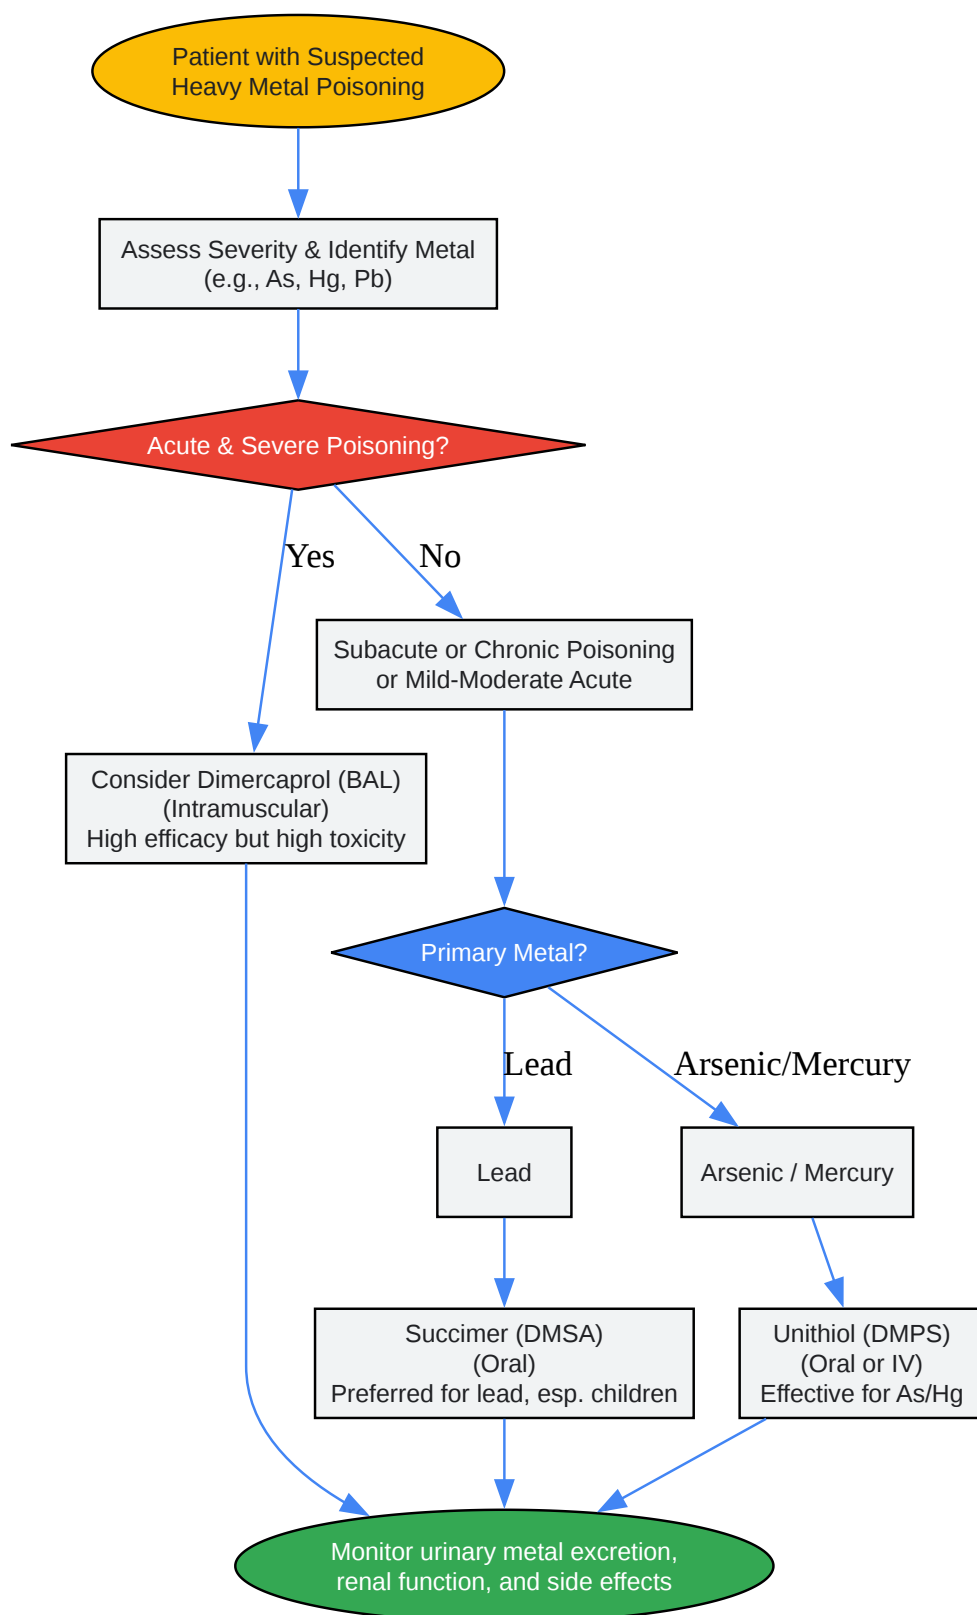 Patient with Suspected
Heavy Metal Poisoning
Assess Severity & Identify Metal
(e.g., As, Hg, Pb)
Acute & Severe Poisoning?
Yes
No
Subacute or Chronic Poisoning
or Mild-Moderate Acute
Consider Dimercaprol (BAL)
(Intramuscular)
High efficacy but high toxicity
Primary Metal?
Lead
Arsenic/Mercury
Lead
Arsenic / Mercury
Succimer (DMSA)
(Oral)
Preferred for lead, esp. children
Unithiol (DMPS)
(Oral or IV)
Effective for As/Hg
Monitor urinary metal excretion,
renal function, and side effects